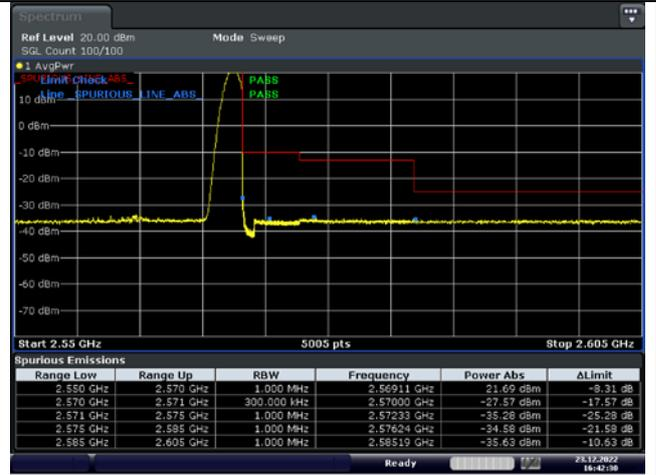 Spectrum
Ref Level 20.00 dBm Mode Sweep
SGL Count 100/100
1 AvgPwr
Limit Check PASS
Line _SPURIOUS_LINE_ABS_ PASS
10 dBm
0 dBm
-10 dBm
-20 dBm
-30 dBm
-40 dBm
-50 dBm
-60 dBm
-70 dBm
Start 2.55 GHz 5005 pts Stop 2.605 GHz
Spurious Emissions
Range Low Range Up RBW Frequency Power Abs ΔLimit
2.550 GHz 2.570 GHz 1.000 MHz 2.56911 GHz 21.69 dBm -8.31 dB
2.570 GHz 2.571 GHz 300.000 kHz 2.57000 GHz -27.57 dBm -17.57 dB
2.571 GHz 2.575 GHz 1.000 MHz 2.57233 GHz -35.28 dBm -25.28 dB
2.575 GHz 2.585 GHz 1.000 MHz 2.57624 GHz -34.58 dBm -21.58 dB
2.585 GHz 2.605 GHz 1.000 MHz 2.58519 GHz -35.63 dBm -10.63 dB
Ready 23.12.2022
16:42:30